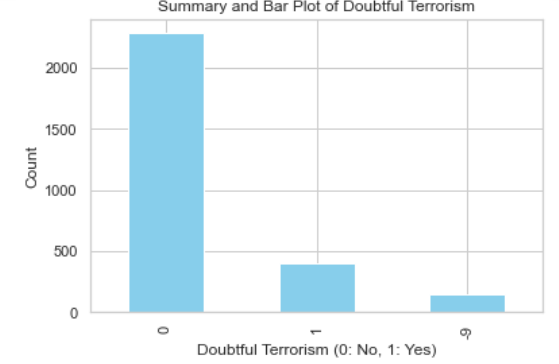 Summary and Bar Plot of Doubtful Terrorism
2000
1500
1000
500
0
Count
0
1
-9
Doubtful Terrorism (0: No, 1: Yes)